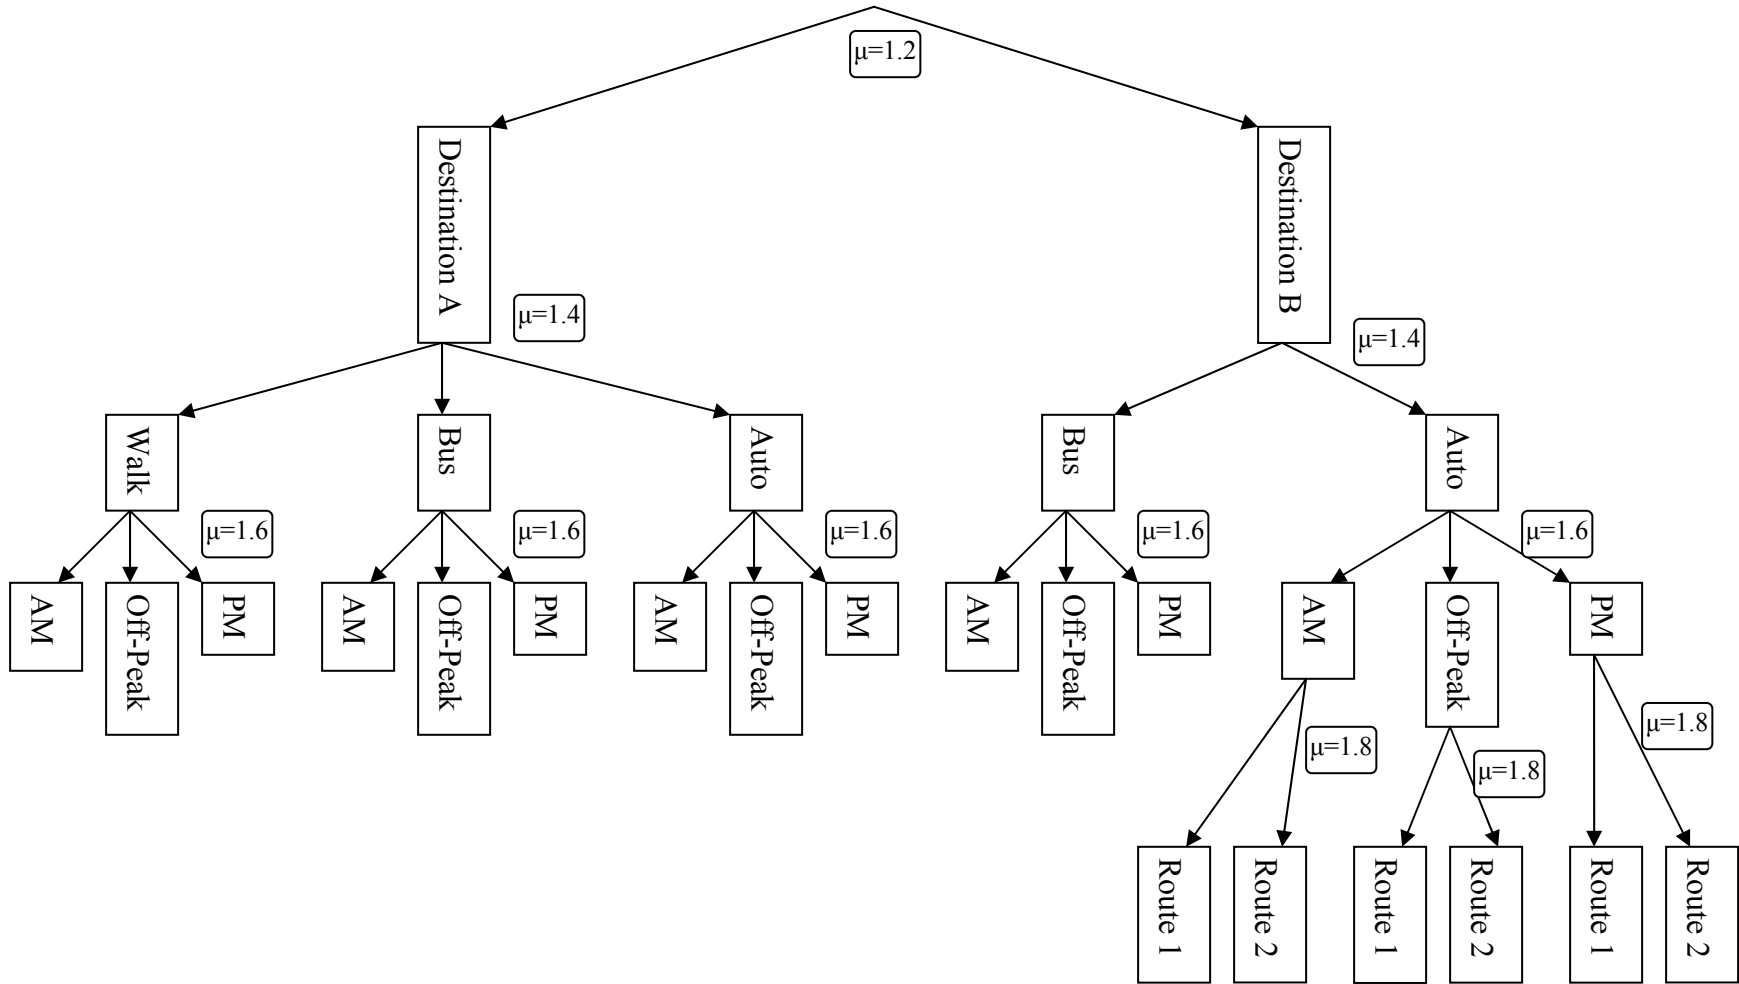 μ=1.2
Destination A
Destination B
μ=1.4
μ=1.4
Walk
Bus
Auto
Bus
Auto
μ=1.6
μ=1.6
μ=1.6
μ=1.6
μ=1.6
AM
Off-Peak
PM
AM
Off-Peak
PM
AM
Off-Peak
PM
AM
Off-Peak
PM
AM
Off-Peak
PM
μ=1.8
μ=1.8
μ=1.8
Route 1
Route 2
Route 1
Route 2
Route 1
Route 2